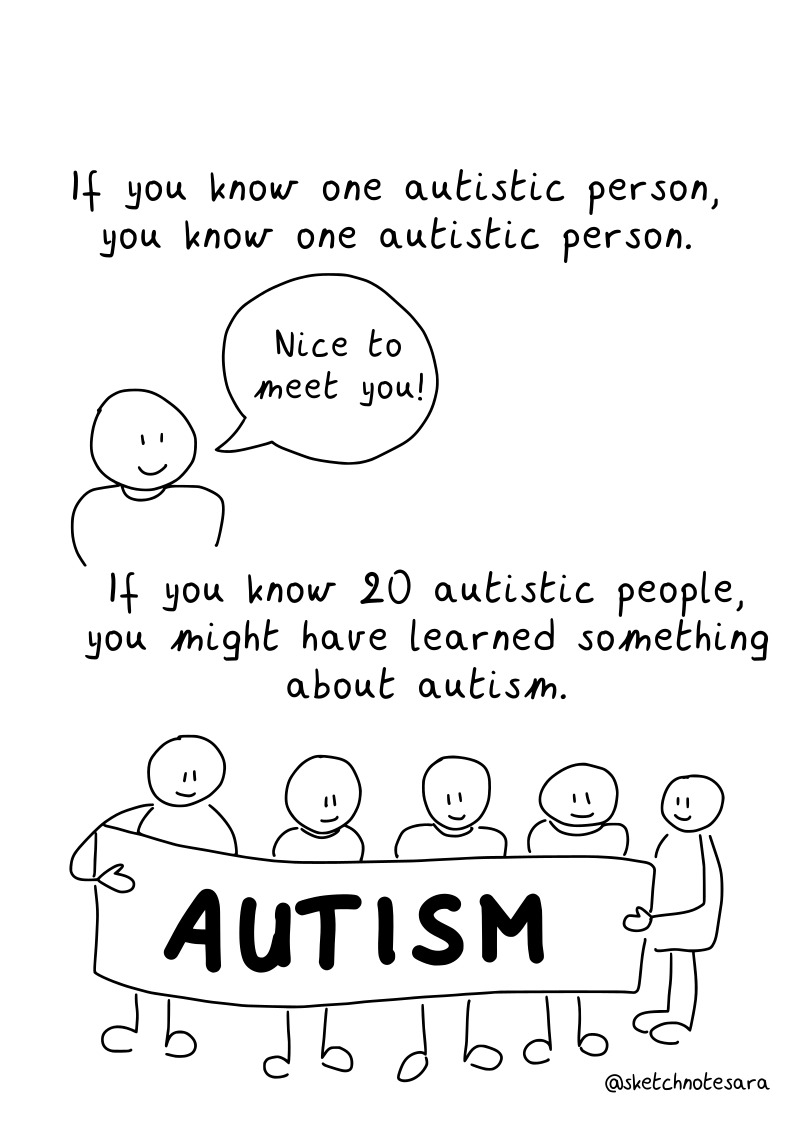 If you know one autistic person,
you know one autistic person.
Nice to
meet you!
If you know 20 autistic people,
you might have learned something
about autism.
AUTISM
@sketchnotesara